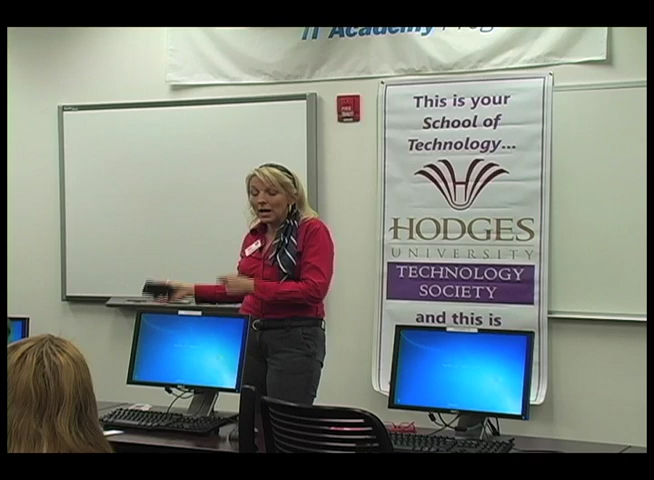 IT Academy
This is your
School of
Technology...
HODGES
UNIVERSITY
TECHNOLOGY
SOCIETY
and this is